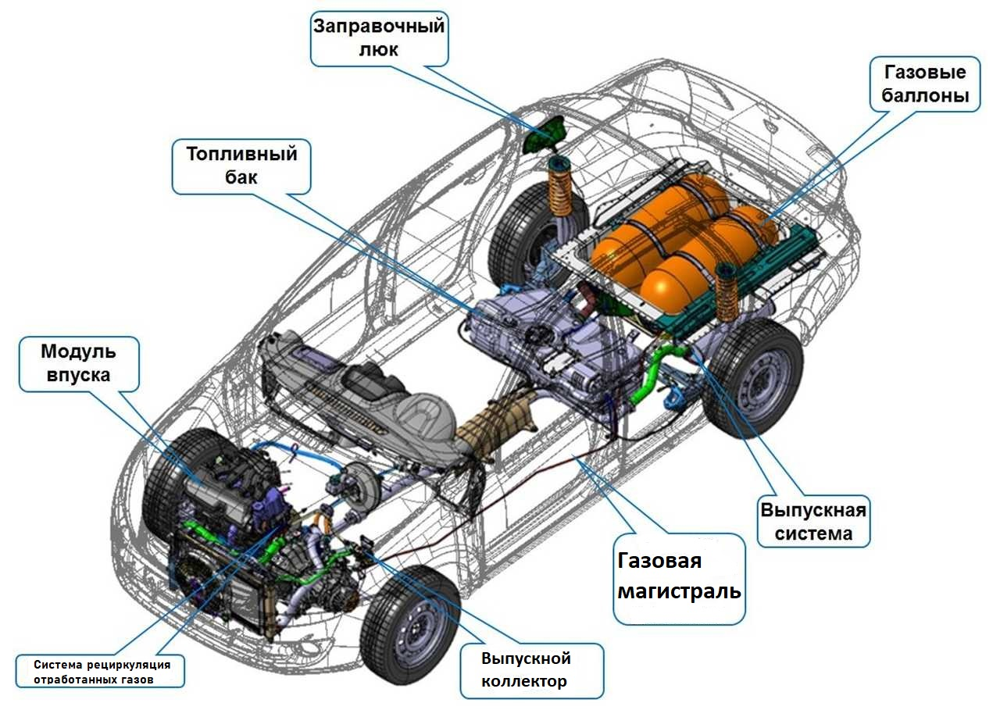 Заправочный
люк
Газовые
баллоны
Топливный
бак
Модуль
впуска
Выпускная
система
Газовая
магистраль
Выпускной
коллектор
Система рециркуляция
отработанных газов